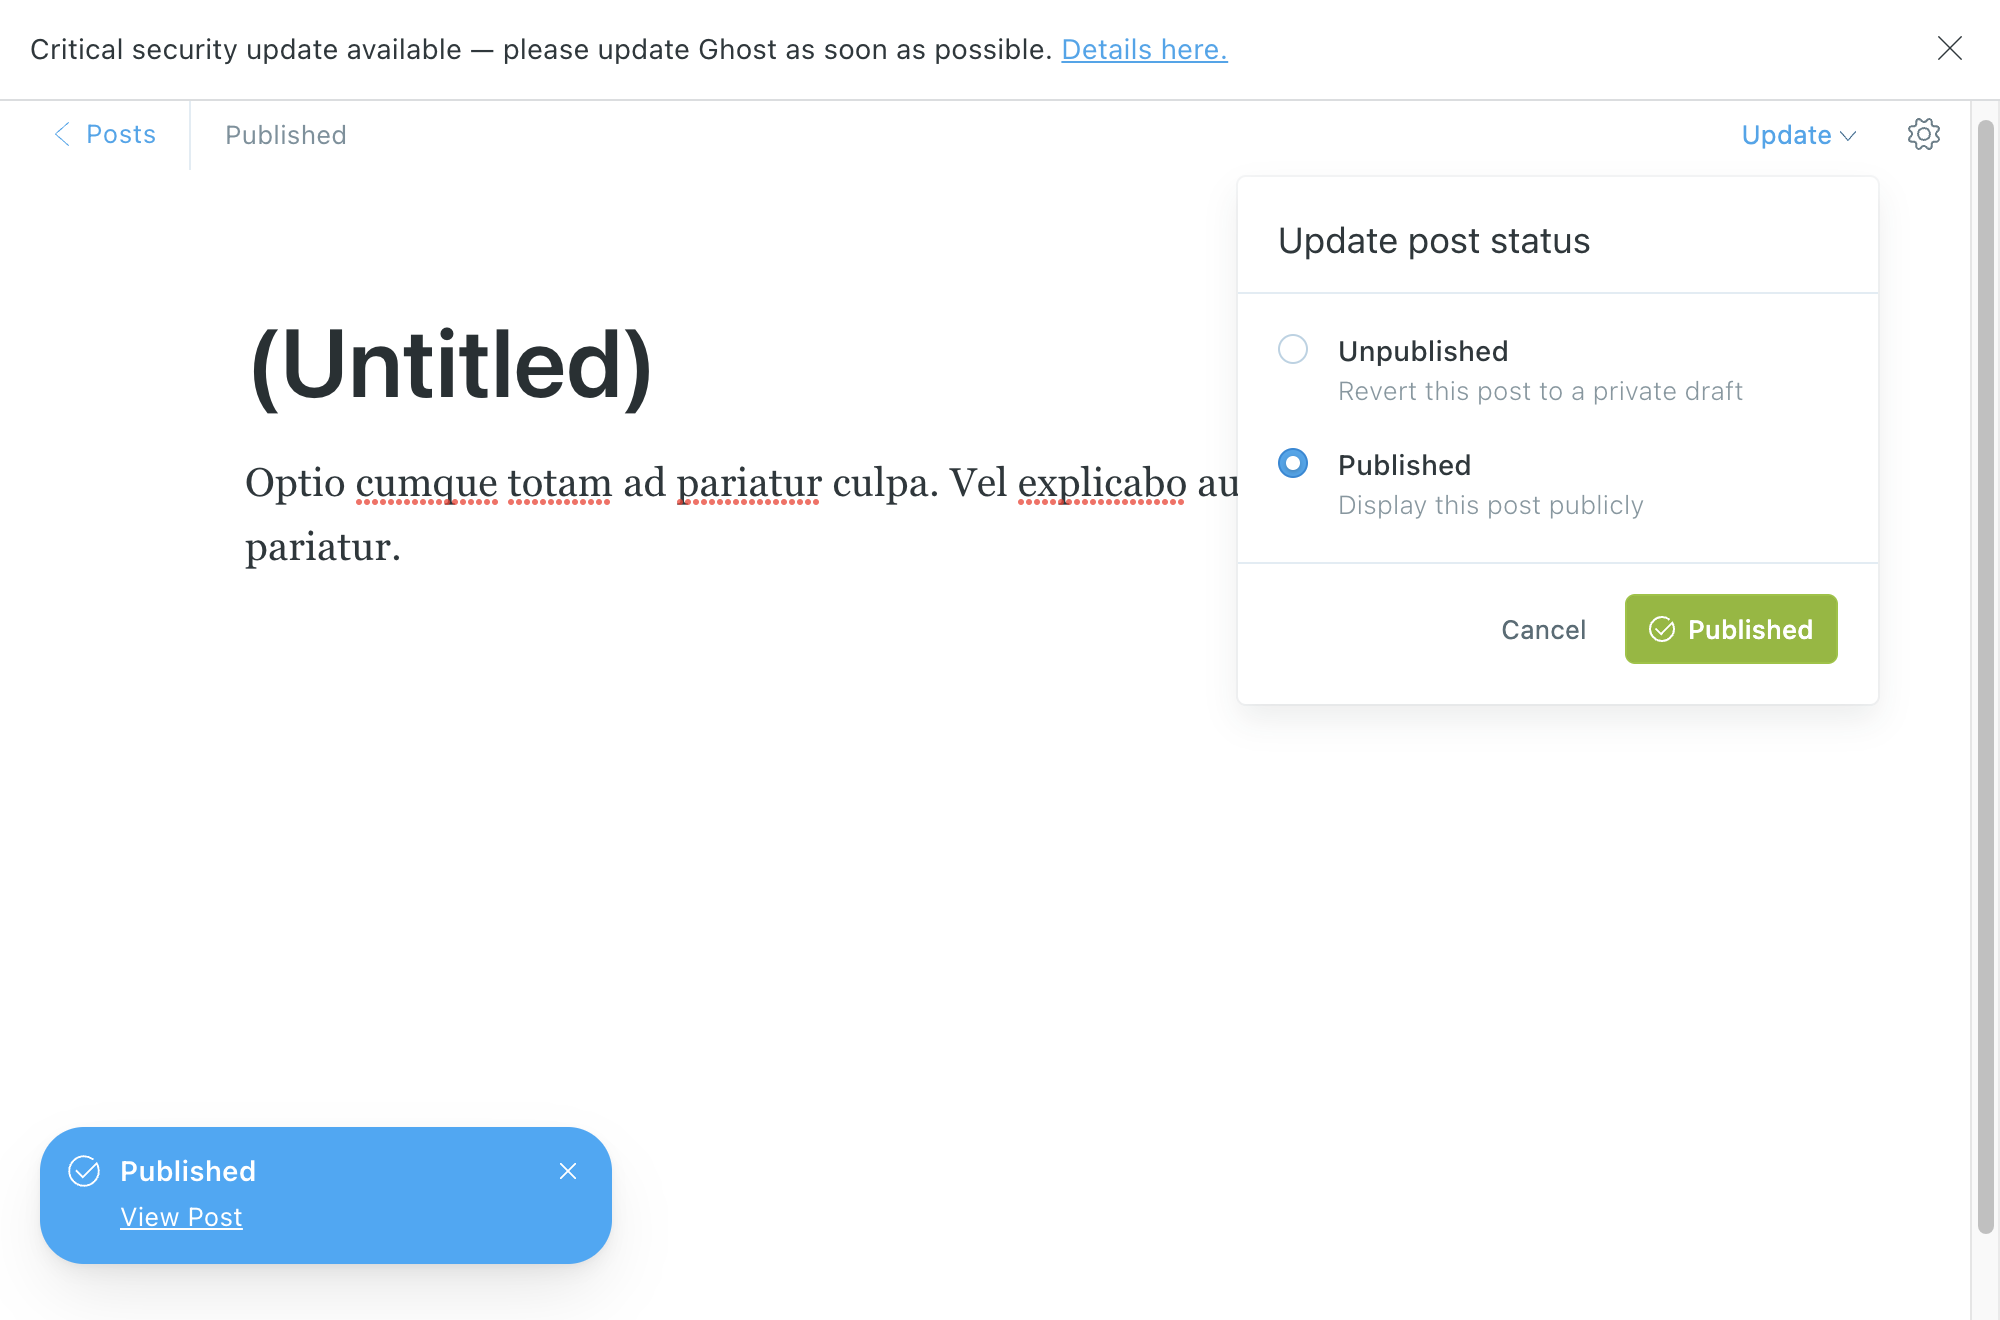 Critical security update available — please update Ghost as soon as possible. Details here.
Posts
Published
Update
Update post status
Unpublished
Revert this post to a private draft
Published
Display this post publicly
Cancel
Published
(Untitled)
Optio cumque totam ad pariatur culpa. Vel explicabo au
pariatur.
Published
View Post